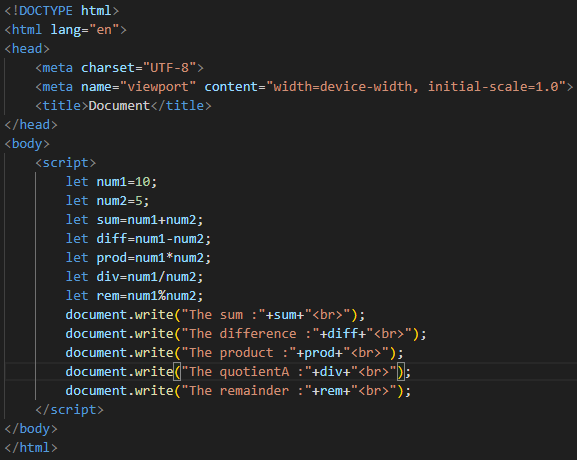 <!DOCTYPE html>
<html lang="en">
<head>
    <meta charset="UTF-8">
    <meta name="viewport" content="width=device-width, initial-scale=1.0">
    <title>Document</title>
</head>
<body>
    <script>
        let num1=10;
        let num2=5;
        let sum=num1+num2;
        let diff=num1-num2;
        let prod=num1*num2;
        let div=num1/num2;
        let rem=num1%num2;
        document.write("The sum :"+sum+"<br>");
        document.write("The difference :"+diff+"<br>");
        document.write("The product :"+prod+"<br>");
        document.write("The quotientA :"+div+"<br>");
        document.write("The remainder :"+rem+"<br>");
    </script>
</body>
</html>